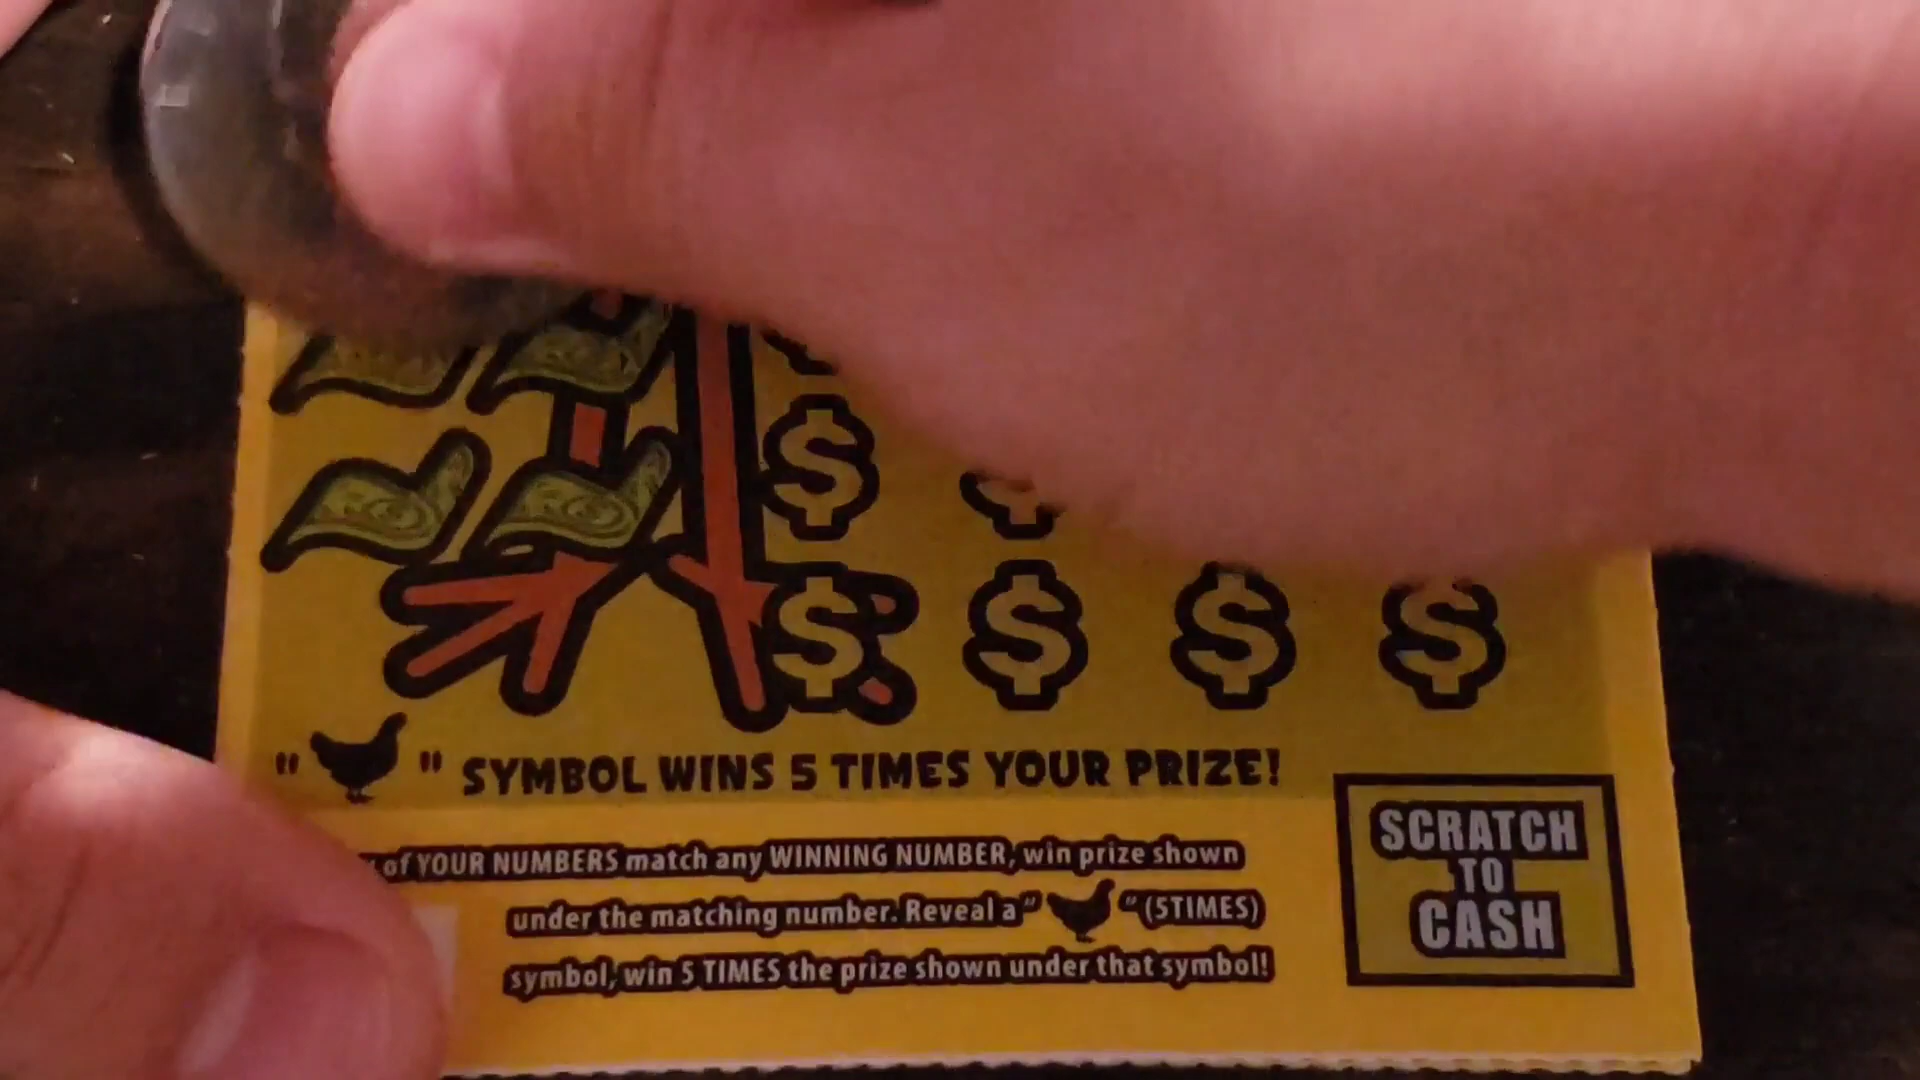 $
$ $ $ $
" " SYMBOL WINS 5 TIMES YOUR PRIZE!
of YOUR NUMBERS match any WINNING NUMBER, win prize shown
under the matching number. Reveal a " " (5TIMES)
symbol, win 5 TIMES the prize shown under that symbol!
SCRATCH
TO
CASH